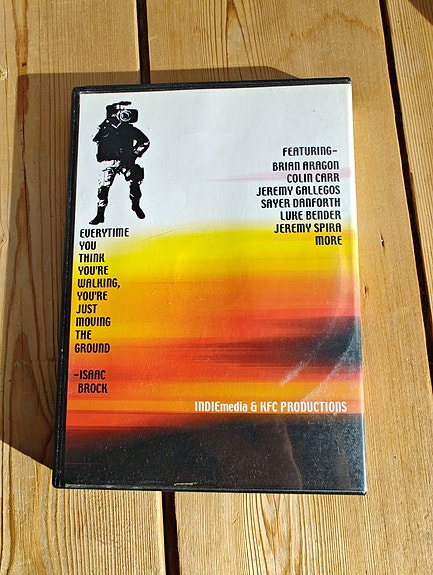 FEATURING-
BRIAN ARAGON
COLIN CARR
JEREMY GALLEGOS
SAYER DANFORTH
LUKE BENDER
JEREMY SPIRA
MORE
EVERYTIME
YOU
THINK
YOU'RE
WALKING,
YOU'RE
JUST
MOVING
THE
GROUND
-ISAAC
BROCK
INDIEmedia & KFC PRODUCTIONS